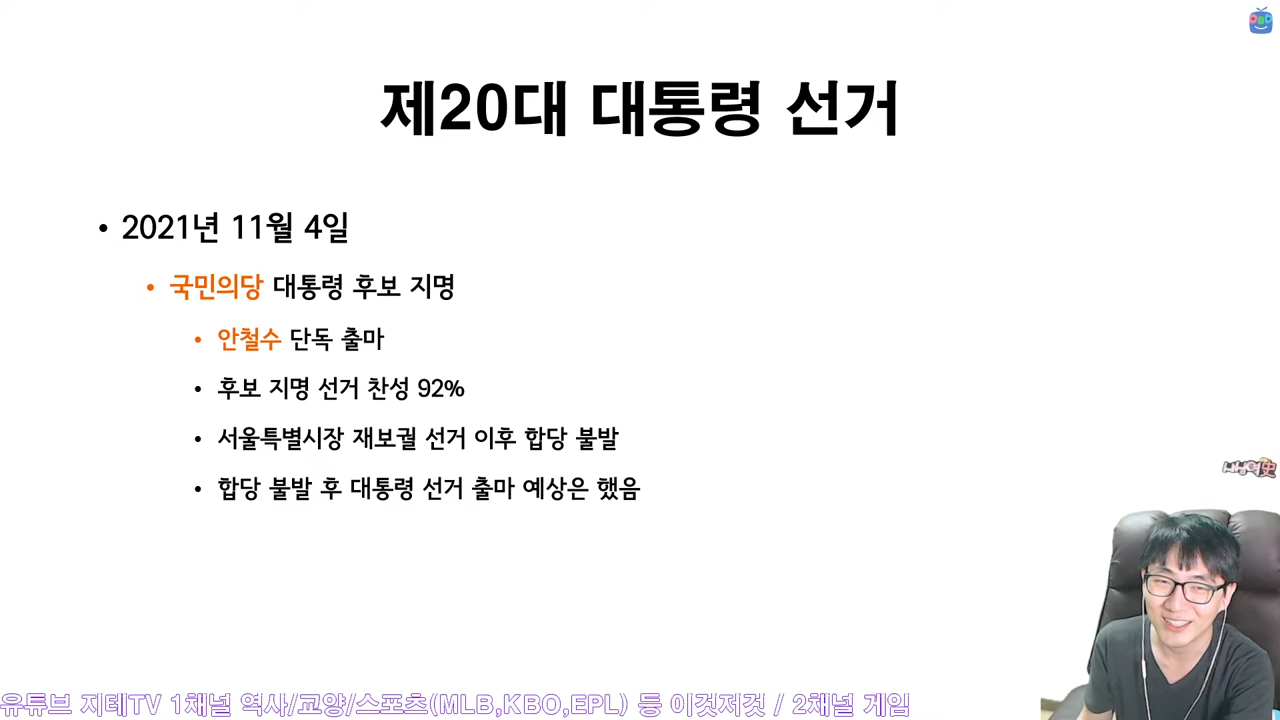 제20대 대통령 선거
• 2021년 11월 4일
• 국민의당 대통령 후보 지명
• 안철수 단독 출마
• 후보 지명 선거 찬성 92%
• 서울특별시장 재보궐 선거 이후 합당 불발
• 합당 불발 후 대통령 선거 출마 예상은 했음
유튜브 지테TV 1채널 역사/교양/스포츠(MLB,KBO,EPL) 등 이것저것 / 2채널 게임